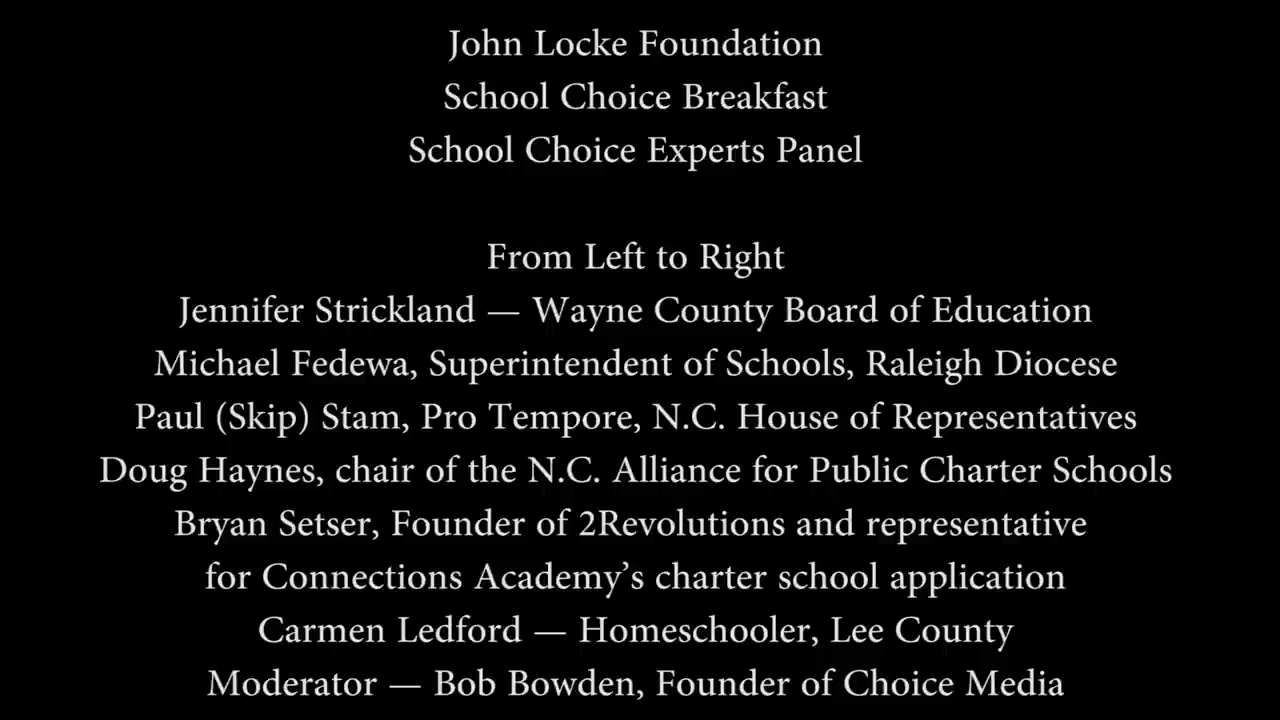 John Locke Foundation
School Choice Breakfast
School Choice Experts Panel
From Left to Right
Jennifer Strickland — Wayne County Board of Education
Michael Fedewa, Superintendent of Schools, Raleigh Diocese
Paul (Skip) Stam, Pro Tempore, N.C. House of Representatives
Doug Haynes, chair of the N.C. Alliance for Public Charter Schools
Bryan Setser, Founder of 2Revolutions and representative
for Connections Academy’s charter school application
Carmen Ledford — Homeschooler, Lee County
Moderator — Bob Bowden, Founder of Choice Media